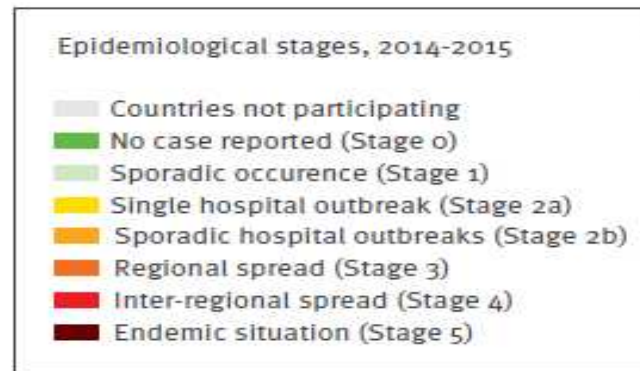 Epidemiological stages, 2014-2015
Countries not participating
No case reported (Stage 0)
Sporadic occurence (Stage 1)
Single hospital outbreak (Stage 2a)
Sporadic hospital outbreaks (Stage 2b)
Regional spread (Stage 3)
Inter-regional spread (Stage 4)
Endemic situation (Stage 5)